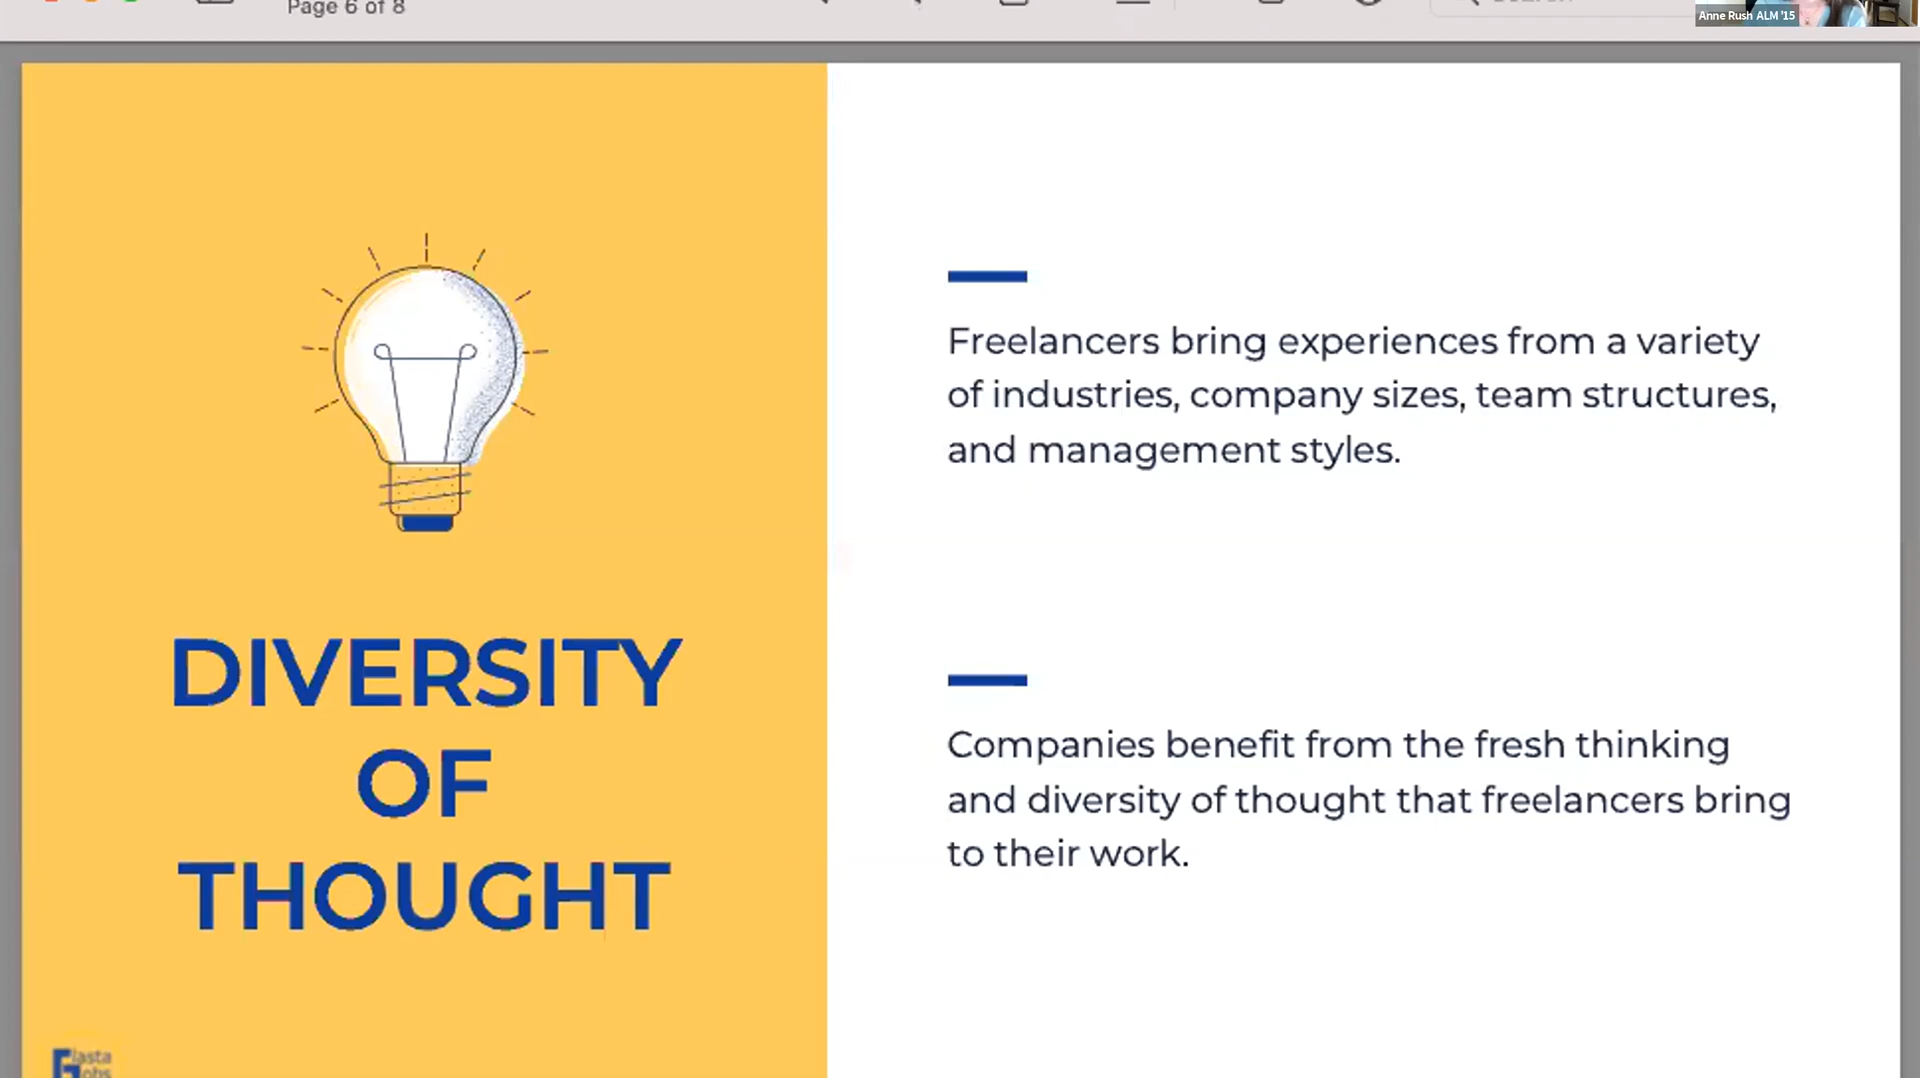 Page 6 of 8
Anne Rush ALM '15
DIVERSITY
OF
THOUGHT
Freelancers bring experiences from a variety
of industries, company sizes, team structures,
and management styles.
Companies benefit from the fresh thinking
and diversity of thought that freelancers bring
to their work.